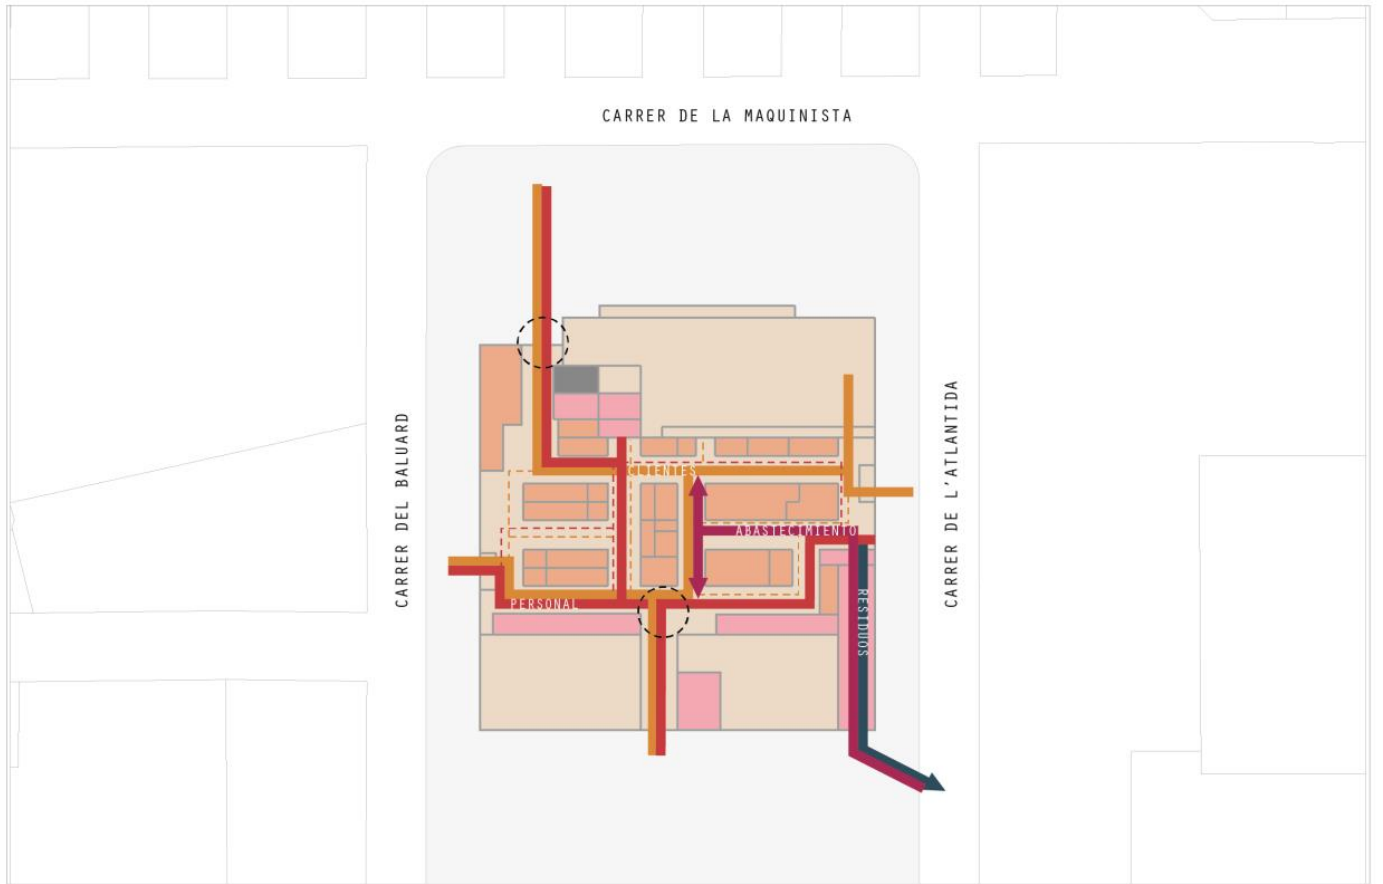 CARRER DE LA MAQUINISTA
CARRER DEL BALUARD
CARRER DE L'ATLANTIDA
CLIENTES
ABASTECIMIENTO
PERSONAL
RESIDUOS